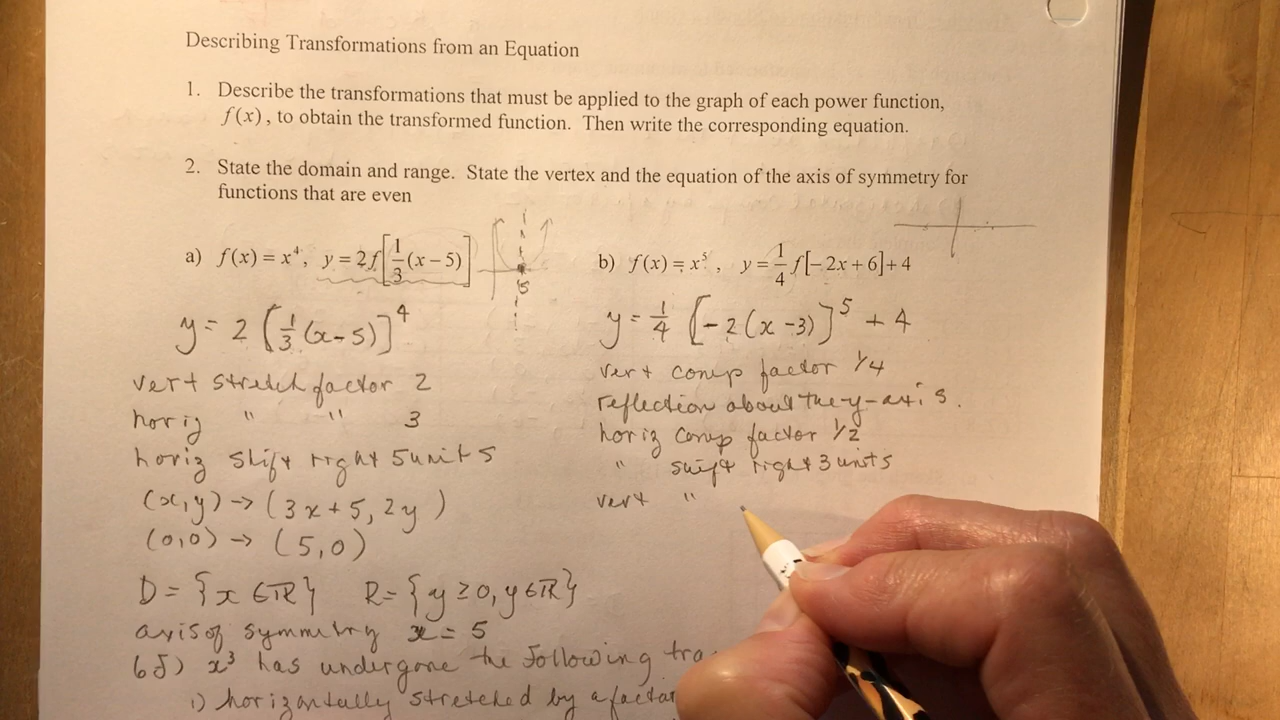 Describing Transformations from an Equation
1. Describe the transformations that must be applied to the graph of each power function,
f(x), to obtain the transformed function. Then write the corresponding equation.
2. State the domain and range. State the vertex and the equation of the axis of symmetry for
functions that are even
a) f(x) = x⁴, y = 2f[1/3(x − 5)]
5
y = 2 (1/3 (x-5)]⁴
vert stretch factor 2
horiz " " 3
horiz shift right 5 units
(x,y) → (3x+5, 2y)
(0,0) → (5,0)
D = {x ∈ ℝ} R = {y ≥ 0, y ∈ ℝ}
axis of symmetry x = 5
b) f(x) = x⁵, y = 1/4 f[− 2x + 6] + 4
y = 1/4 [-2(x-3)]⁵ + 4
vert comp factor 1/4
reflection about the y-axis.
horiz comp factor 1/2
" shift right 3 units
vert "
x³ has undergone the following tra
i) horizontally stretched by a factor